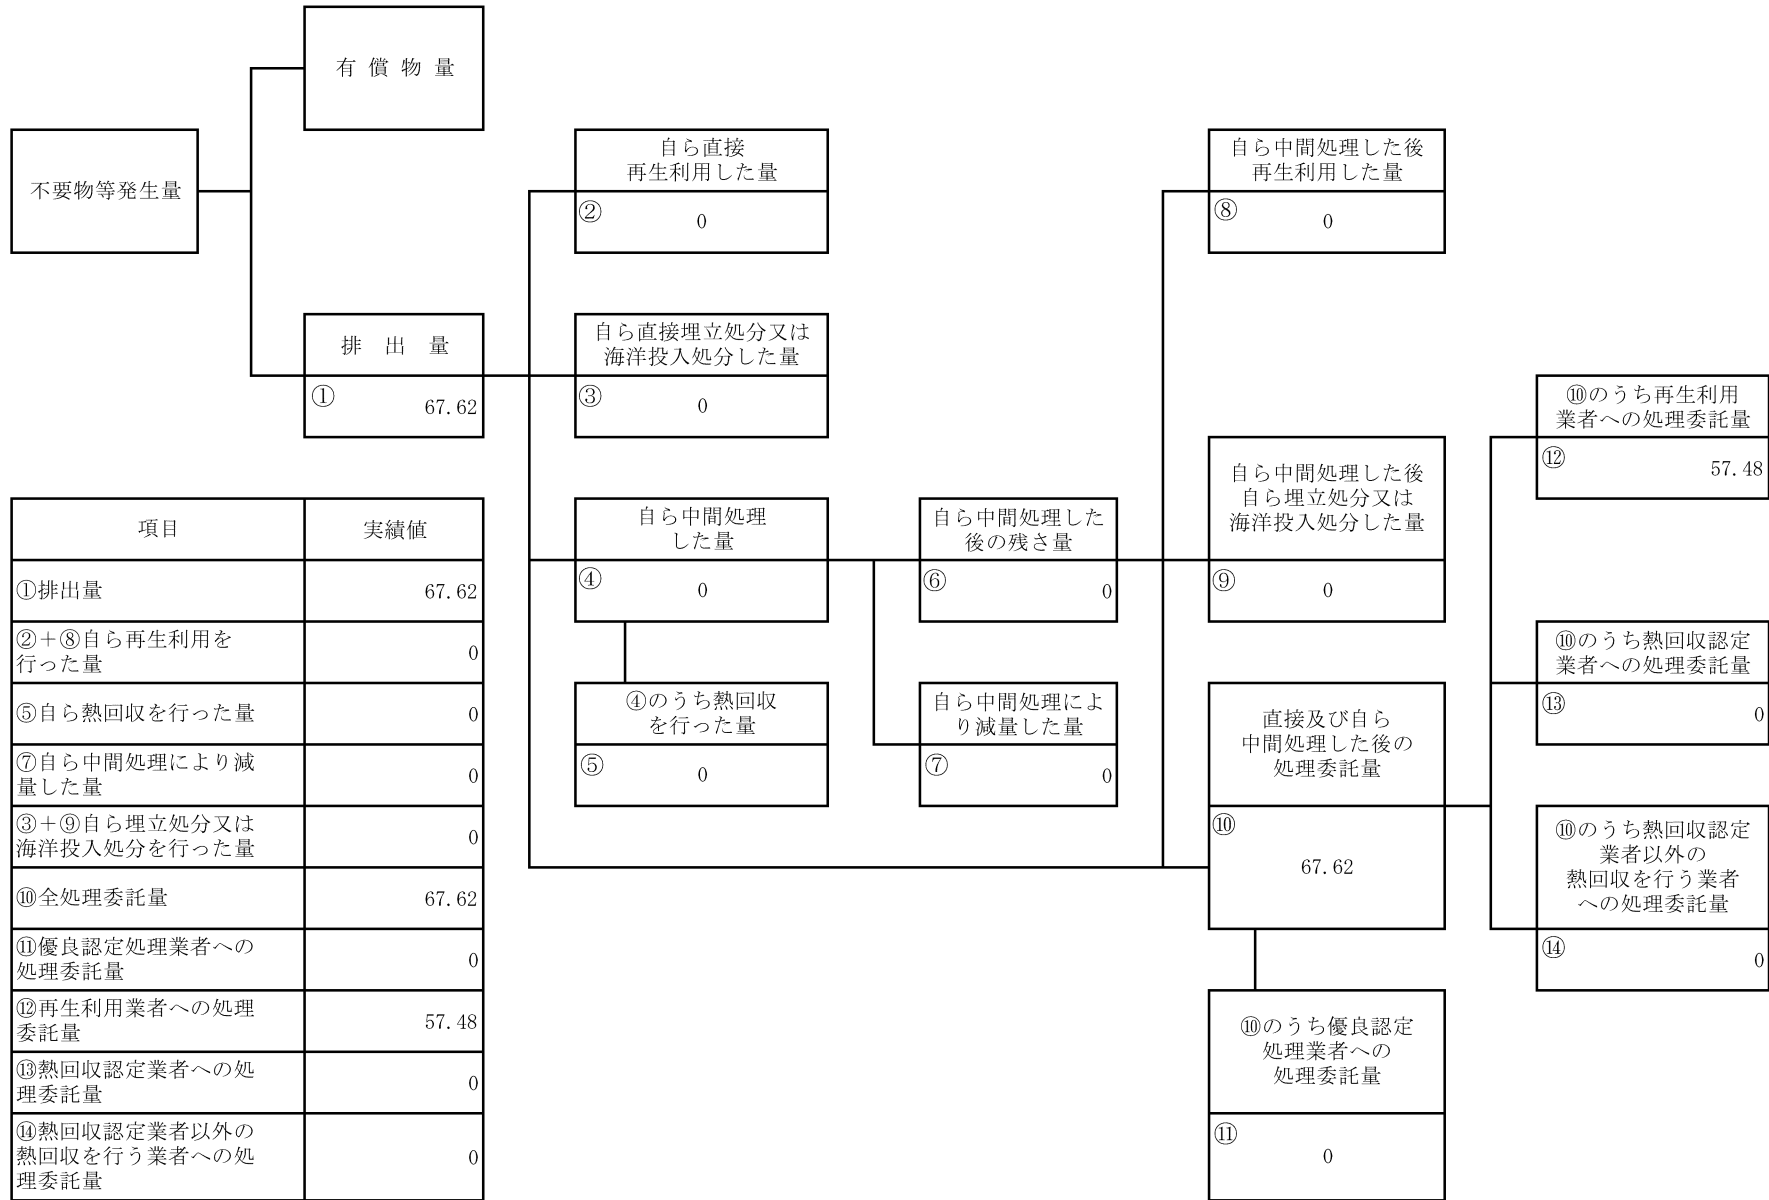 有償物量
不要物等発生量
自ら直接
再生利用した量
②
0
自ら中間処理した後
再生利用した量
⑧
0
排出量
①
67.62
自ら直接埋立処分又は
海洋投入処分した量
③
0
⑩のうち再生利用
業者への処理委託量
⑫
57.48
自ら中間処理
した量
④
0
自ら中間処理した
後の残さ量
⑥
0
自ら中間処理した後
自ら埋立処分又は
海洋投入処分した量
⑨
0
⑩のうち熱回収認定
業者への処理委託量
⑬
0
④のうち熱回収
を行った量
⑤
0
自ら中間処理によ
り減量した量
⑦
0
直接及び自ら
中間処理した後の
処理委託量
⑩
67.62
⑩のうち熱回収認定
業者以外の
熱回収を行う業者
への処理委託量
⑭
0
⑩のうち優良認定
処理業者への
処理委託量
⑪
0
項目 実績値
①排出量 67.62
②+⑧自ら再生利用を
行った量 0
⑤自ら熱回収を行った量 0
⑦自ら中間処理により減
量した量 0
③+⑨自ら埋立処分又は
海洋投入処分を行った量 0
⑩全処理委託量 67.62
⑪優良認定処理業者への
処理委託量 0
⑫再生利用業者への処理
委託量 57.48
⑬熱回収認定業者への処
理委託量 0
⑭熱回収認定業者以外の
熱回収を行う業者への処
理委託量 0